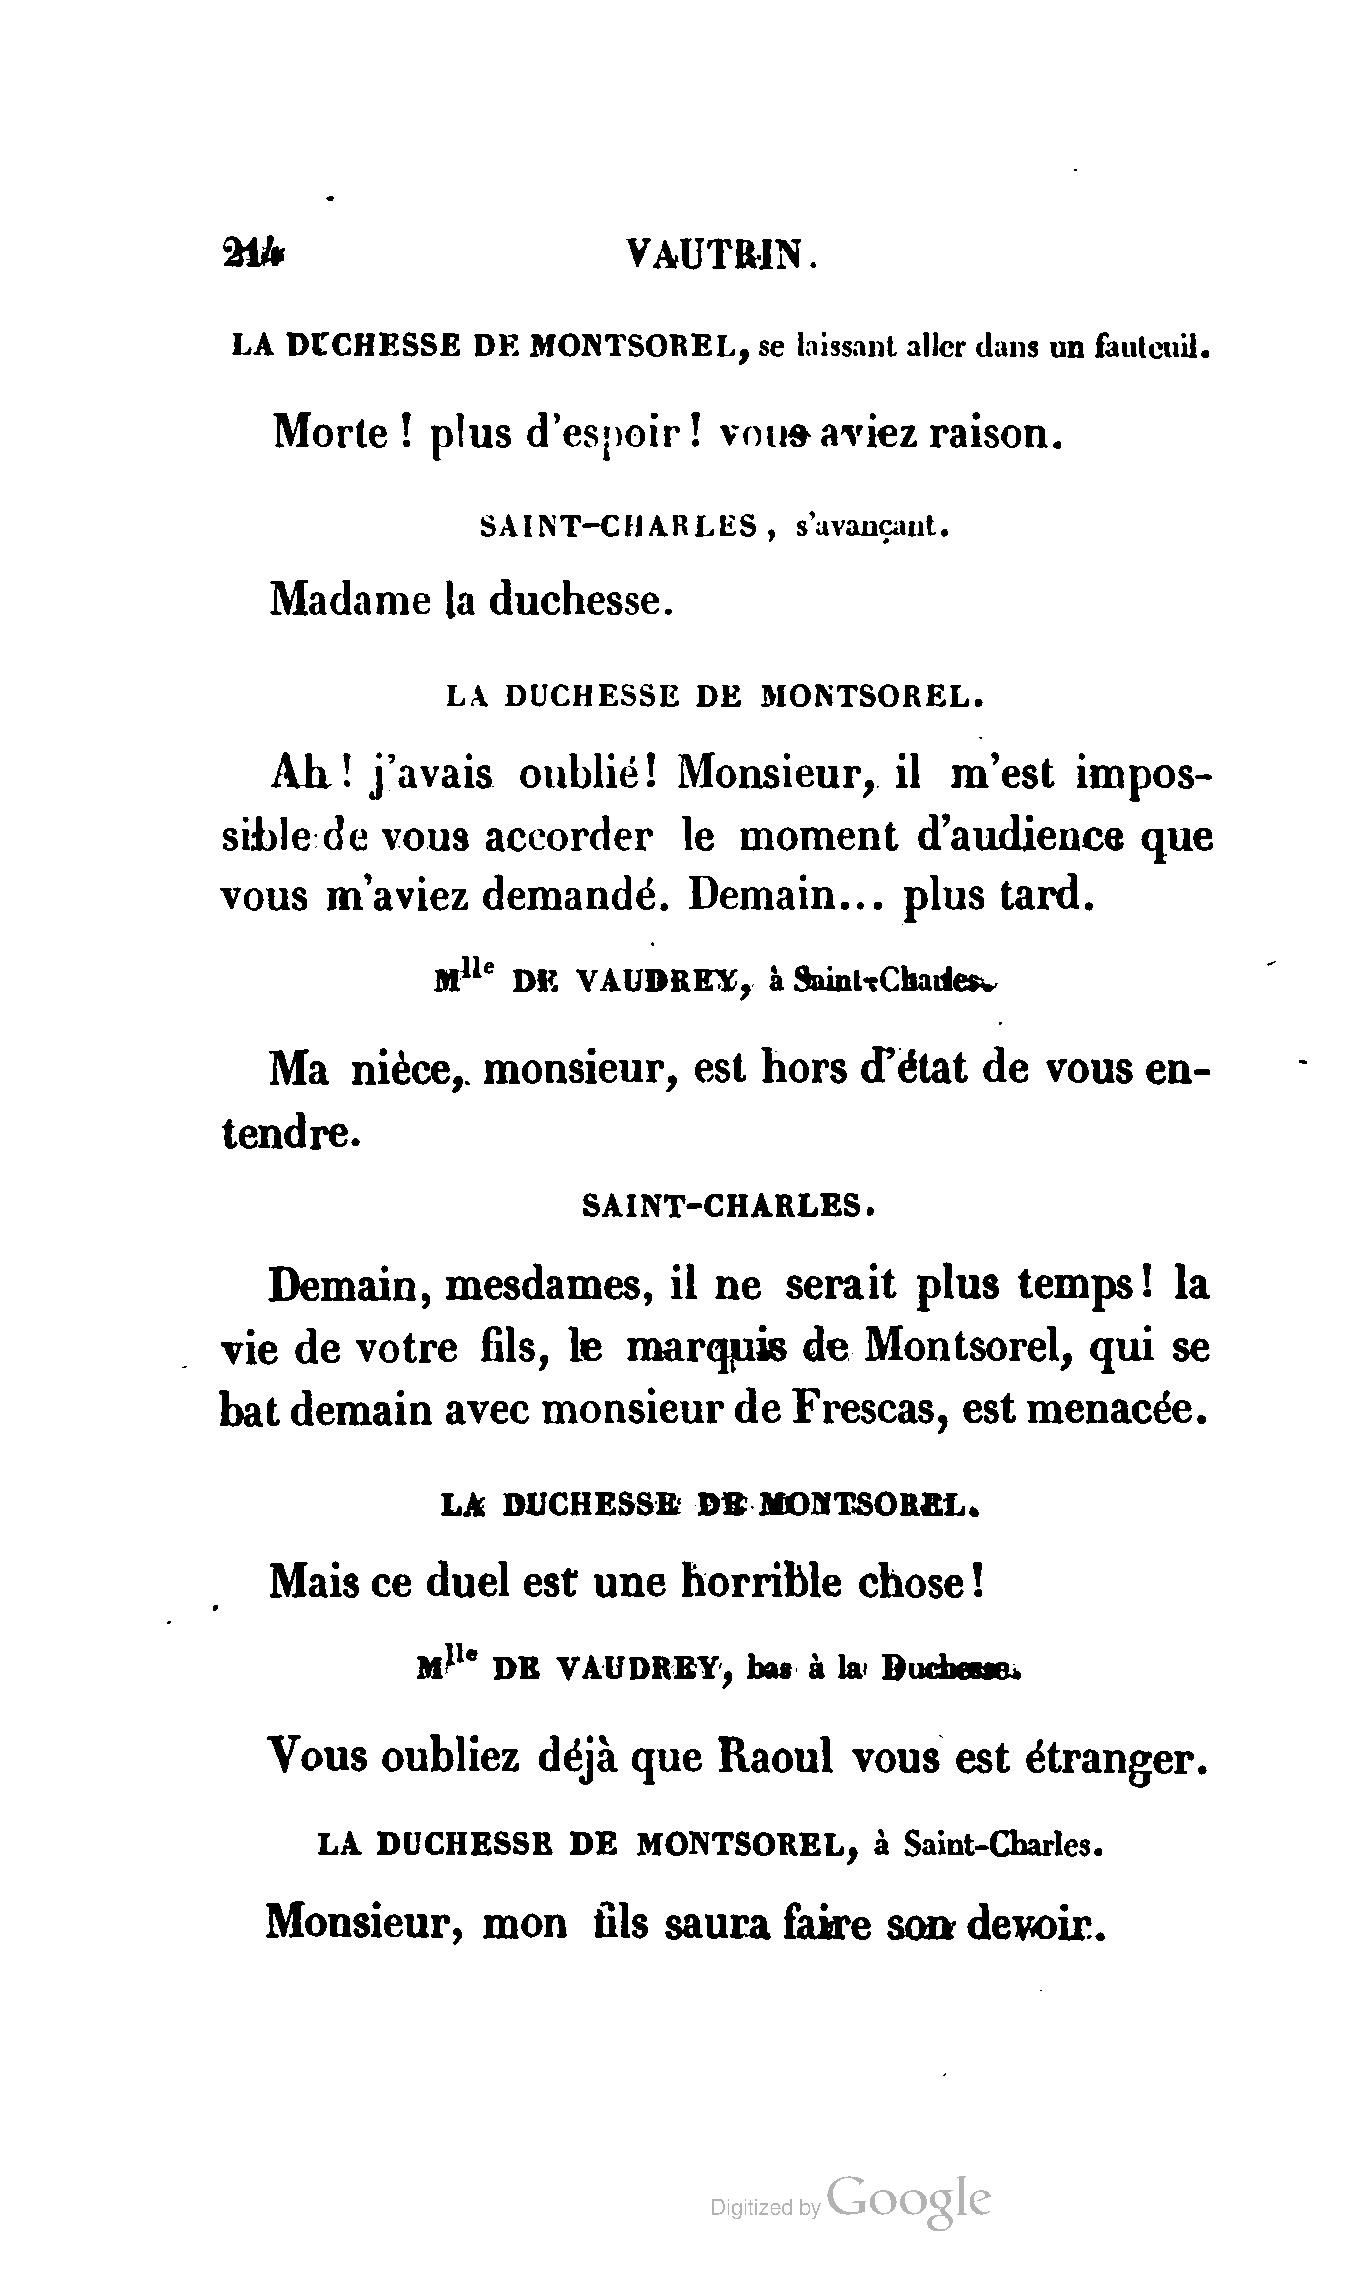 214 VAUTRIN.
LA DUCHESSE DE MONTSOREL, se laissant aller dans un fauteuil.
Morte ! plus d'espoir ! vous aviez raison.
SAINT-CHARLES, s'avançant.
Madame la duchesse.
LA DUCHESSE DE MONTSOREL.
Ah ! j'avais oublié! Monsieur, il m'est impos-
sible de vous accorder le moment d'audience que
vous m'aviez demandé. Demain... plus tard.
Mlle DE VAUDREY, à Saint-Charles.
Ma nièce, monsieur, est hors d'état de vous en-
tendre.
SAINT-CHARLES.
Demain, mesdames, il ne serait plus temps! la
vie de votre fils, le marquis de Montsorel, qui se
bat demain avec monsieur de Frescas, est menacée.
LA DUCHESSE DE MONTSOREL.
Mais ce duel est une horrible chose!
Mlle DE VAUDREY, bas à la Duchesse.
Vous oubliez déjà que Raoul vous est étranger.
LA DUCHESSE DE MONTSOREL, à Saint-Charles.
Monsieur, mon fils saura faire son devoir.
Digitized by Google